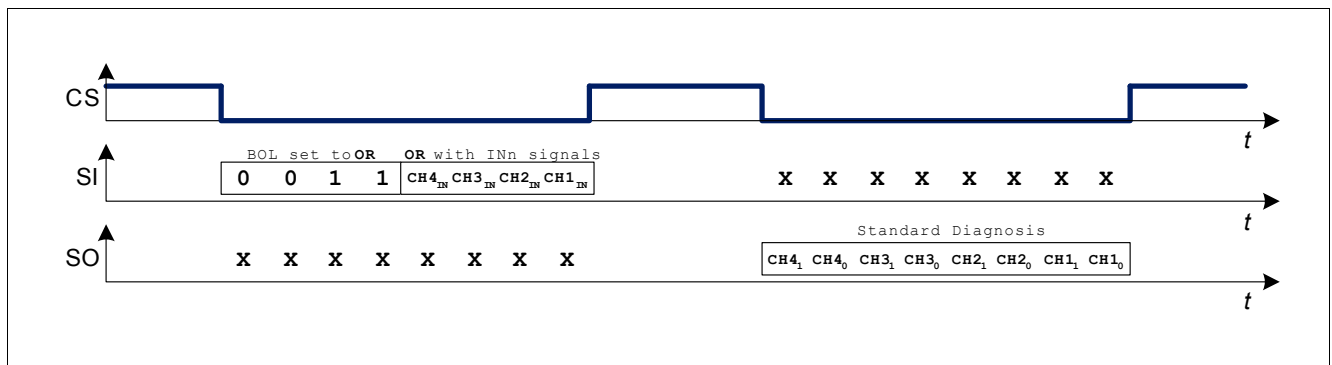 CS
t
BOL set to OR OR with INn signals
SI 0 0 1 1 CH4IN CH3IN CH2IN CH1IN X X X X X X X X
t
Standard Diagnosis
SO X X X X X X X X CH41 CH40 CH31 CH30 CH21 CH20 CH11 CH10
t